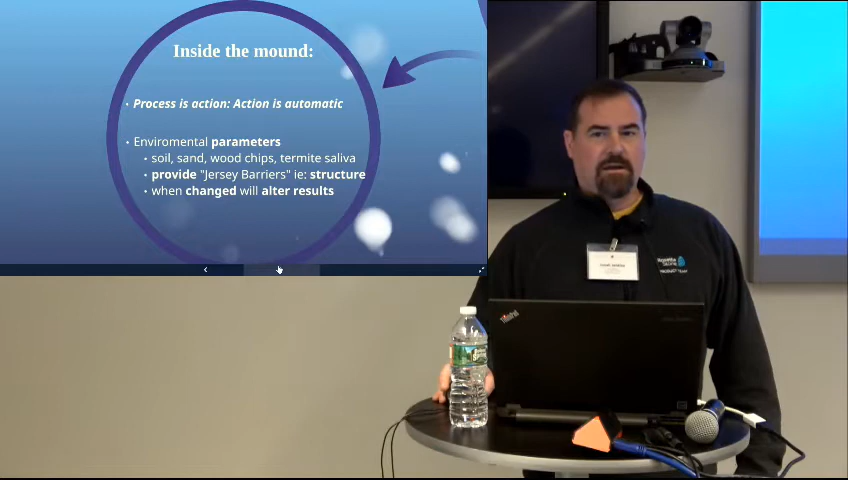 Inside the mound:
• Process is action: Action is automatic
• Enviromental parameters
• soil, sand, wood chips, termite saliva
• provide "Jersey Barriers" ie: structure
• when changed will alter results
ThinkPad